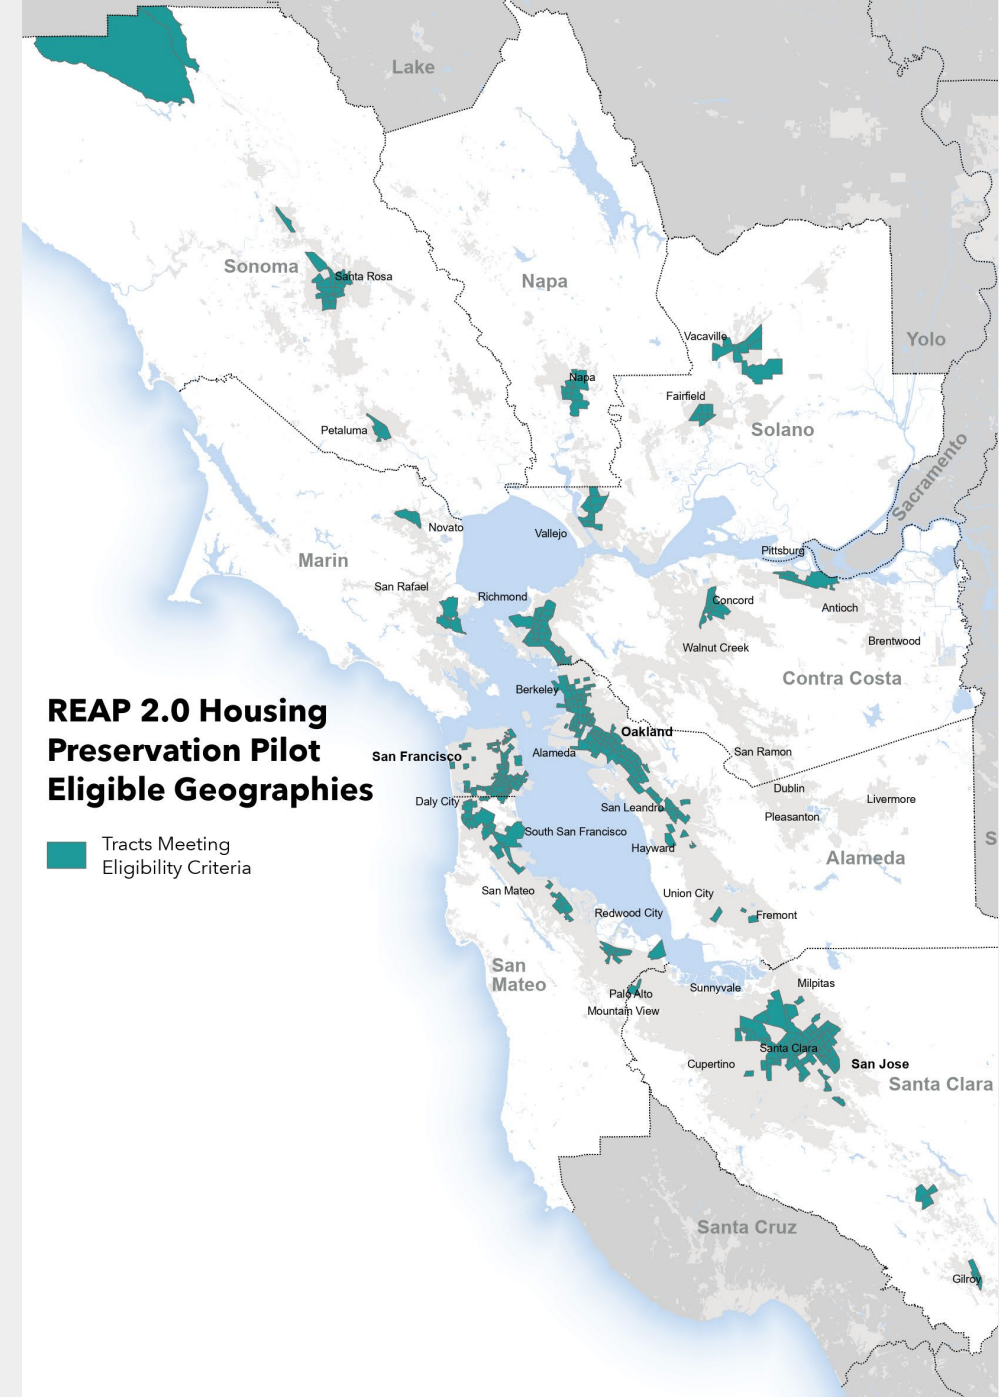 Lake
Sonoma
Santa Rosa
Napa
Yolo
Vacaville
Napa
Fairfield
Solano
Petaluma
Sacramento
Novato
Vallejo
Pittsburg
Marin
San Rafael
Richmond
Concord
Antioch
Walnut Creek
Brentwood
Contra Costa
Berkeley
REAP 2.0 Housing
Preservation Pilot
Eligible Geographies
Tracts Meeting
Eligibility Criteria
Oakland
San Francisco
Alameda
San Ramon
Dublin
Livermore
Daly City
San Leandro
Pleasanton
S
South San Francisco
Hayward
Alameda
San Mateo
Union City
Redwood City
Fremont
San
Mateo
Palo Alto
Sunnyvale
Milpitas
Mountain View
Santa Clara
Cupertino
San Jose
Santa Clara
Santa Cruz
Gilroy